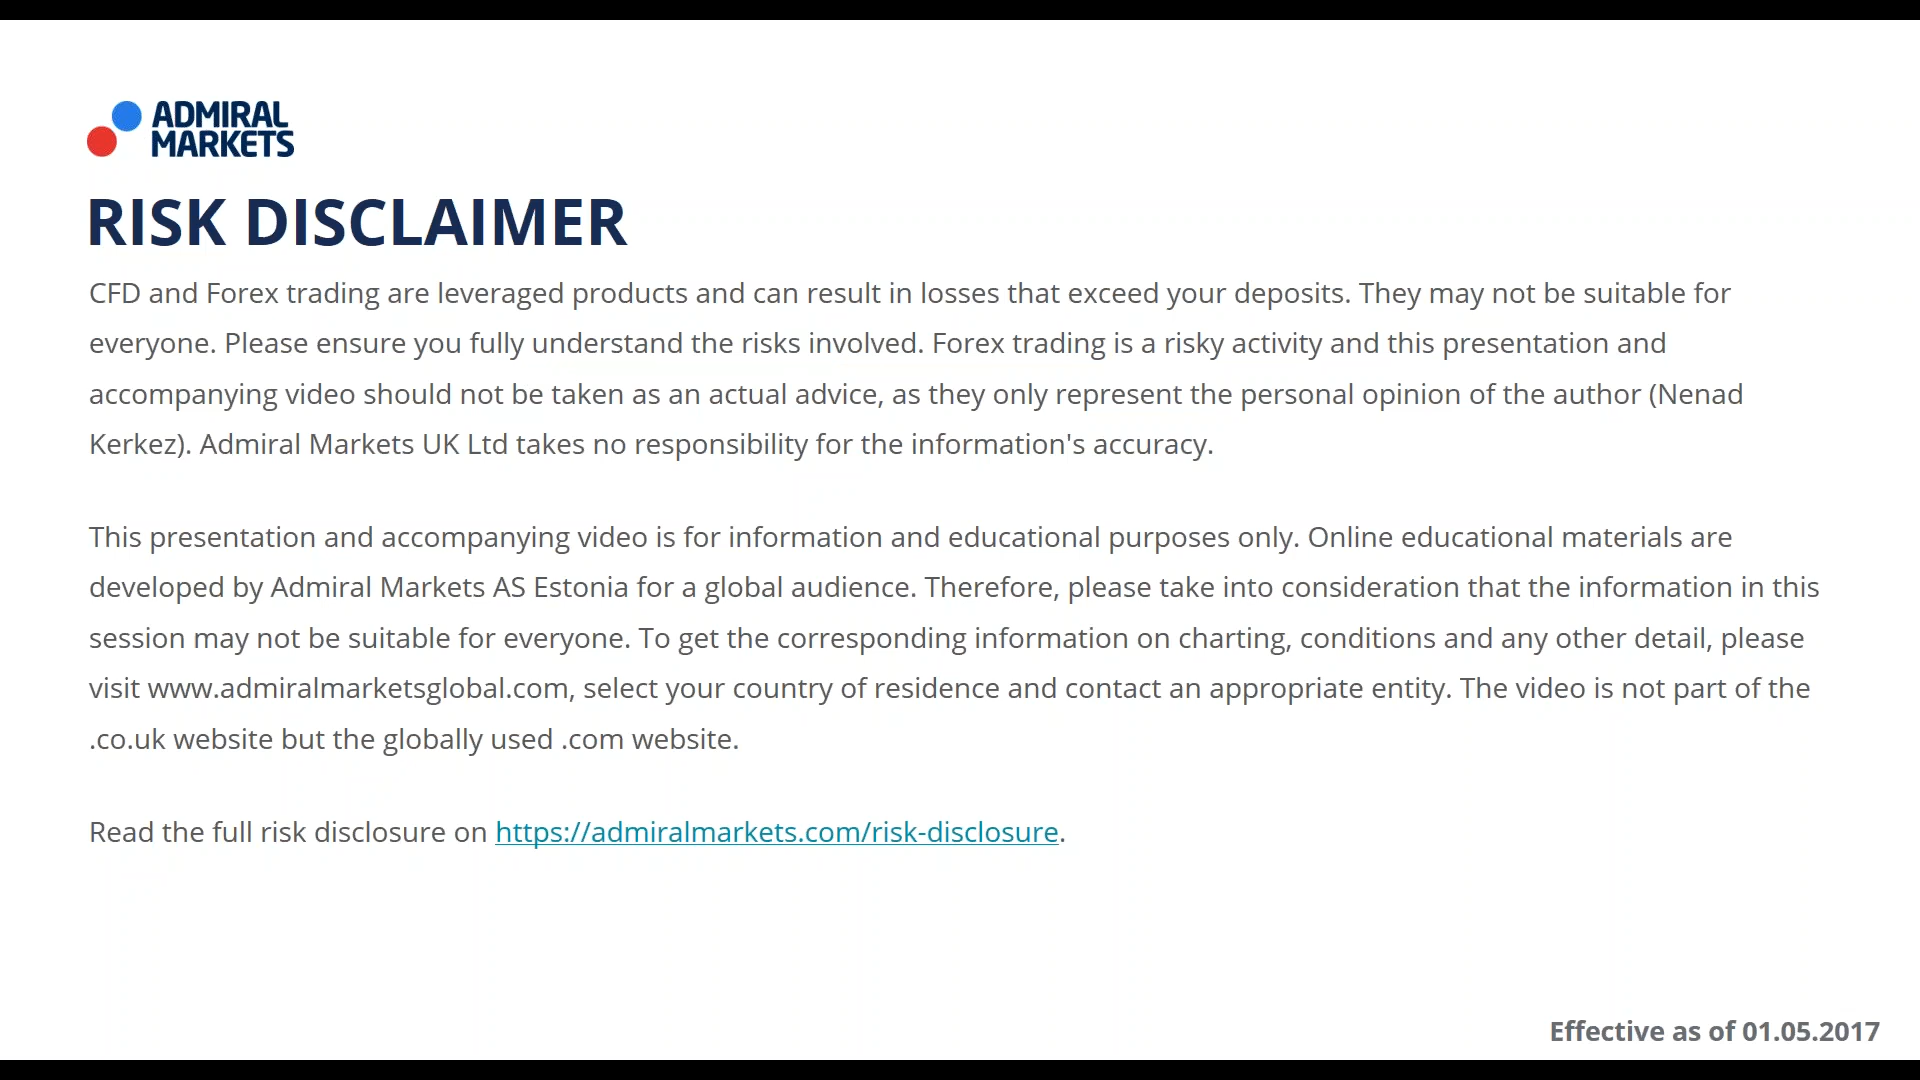 ADMIRAL
MARKETS
RISK DISCLAIMER
CFD and Forex trading are leveraged products and can result in losses that exceed your deposits. They may not be suitable for
everyone. Please ensure you fully understand the risks involved. Forex trading is a risky activity and this presentation and
accompanying video should not be taken as an actual advice, as they only represent the personal opinion of the author (Nenad
Kerkez). Admiral Markets UK Ltd takes no responsibility for the information's accuracy.
This presentation and accompanying video is for information and educational purposes only. Online educational materials are
developed by Admiral Markets AS Estonia for a global audience. Therefore, please take into consideration that the information in this
session may not be suitable for everyone. To get the corresponding information on charting, conditions and any other detail, please
visit www.admiralmarketsglobal.com, select your country of residence and contact an appropriate entity. The video is not part of the
.co.uk website but the globally used .com website.
Read the full risk disclosure on https://admiralmarkets.com/risk-disclosure.
Effective as of 01.05.2017